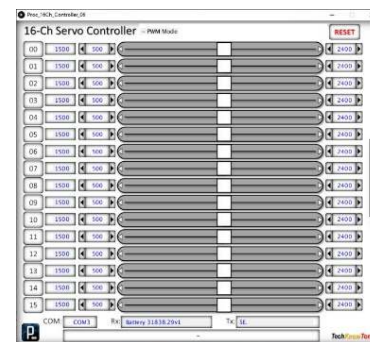 Proc_16Ch_Controller_08
16-Ch Servo Controller - PWM Mode RESET
00 1500 500 2400
01 1500 500 2400
02 1500 500 2400
03 1500 500 2400
04 1500 500 2400
05 1500 500 2400
06 1500 500 2400
07 1500 500 2400
08 1500 500 2400
09 1500 500 2400
10 1500 500 2400
11 1500 500 2400
12 1500 500 2400
13 1500 500 2400
14 1500 500 2400
15 1500 500 2400
COM COM3 Rx: Battery Tx: SE.
P